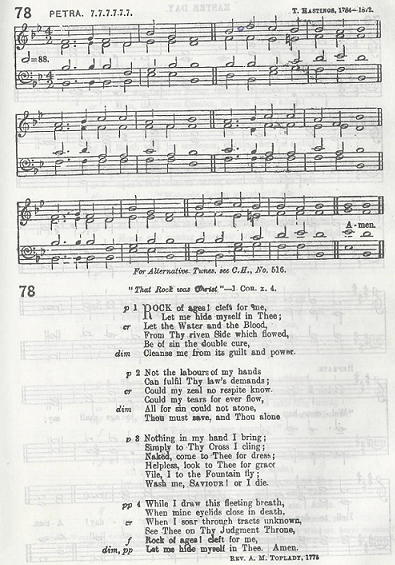 78 PETRA. 7.7.7.7.7.7. T. HASTINGS, 1784-1872.
=88.
A-men.
For Alternative Tunes, see C.H., No. 516.
78 "That Rock was Christ"—1 COR. x. 4.
p 1 ROCK of ages! cleft for me,
Let me hide myself in Thee;
cr Let the Water and the Blood,
From Thy riven Side which flowed,
Be of sin the double cure,
dim Cleanse me from its guilt and power.
p 2 Not the labours of my hands
Can fulfil Thy law's demands;
cr Could my zeal no respite know.
Could my tears for ever flow,
dim All for sin could not atone,
Thou must save, and Thou alone
p 3 Nothing in my hand I bring;
Simply to Thy Cross I cling;
Naked, come to Thee for dress;
Helpless, look to Thee for grace
Vile, I to the Fountain fly;
Wash me, SAVIOUR! or I die.
pp 4 While I draw this fleeting breath,
When mine eyelids close in death,
cr When I soar through tracts unknown,
See Thee on Thy Judgment Throne,
f Rock of ages! cleft for me,
dim, pp Let me hide myself in Thee. Amen.
REV. A. M. TOPLADY, 1776